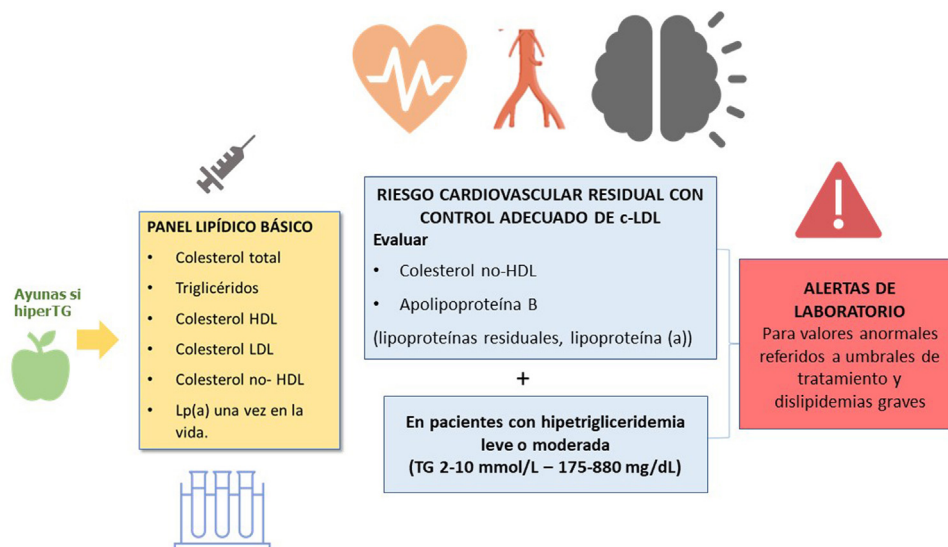 Ayunas si
hiperTG
PANEL LIPÍDICO BÁSICO
• Colesterol total
• Triglicéridos
• Colesterol HDL
• Colesterol LDL
• Colesterol no- HDL
• Lp(a) una vez en la
vida.
RIESGO CARDIOVASCULAR RESIDUAL CON
CONTROL ADECUADO DE c-LDL
Evaluar
• Colesterol no-HDL
• Apolipoproteína B
(lipoproteínas residuales, lipoproteína (a))
+
En pacientes con hipetrigliceridemia
leve o moderada
(TG 2-10 mmol/L – 175-880 mg/dL)
ALERTAS DE
LABORATORIO
Para valores anormales
referidos a umbrales de
tratamiento y
dislipidemias graves